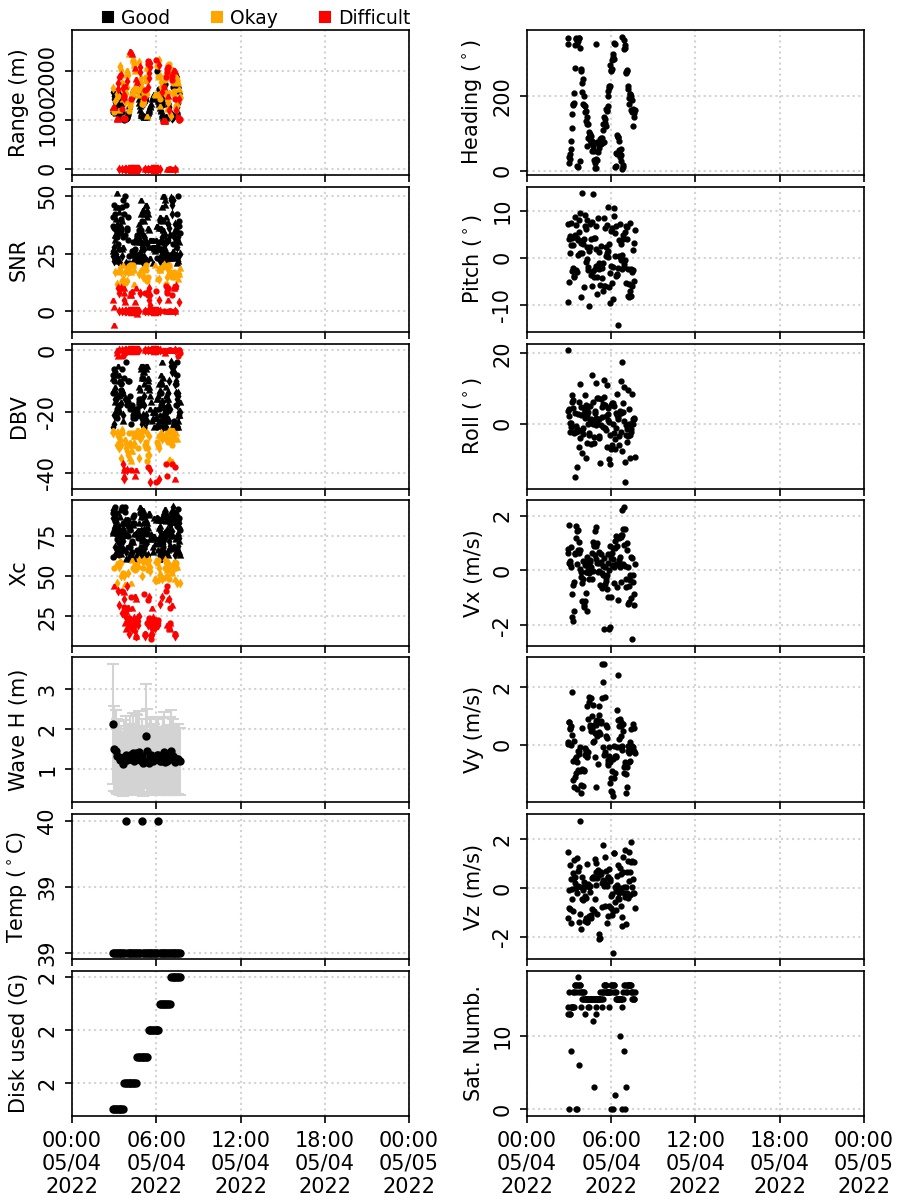 Good Okay Difficult
Range (m)
2000
1000
0
Heading (°)
200
0
SNR
50
25
0
Pitch (°)
10
0
-10
DBV
0
-20
-40
Roll (°)
20
0
Xc
75
50
25
Vx (m/s)
2
0
-2
Wave H (m)
3
2
1
Vy (m/s)
2
0
Temp (°C)
40
39
39
Vz (m/s)
2
0
-2
Disk used (G)
2
2
2
Sat. Numb.
10
0
00:00 06:00 12:00 18:00 00:00
05/04 05/04 05/04 05/04 05/05
2022 2022 2022 2022 2022
00:00 06:00 12:00 18:00 00:00
05/04 05/04 05/04 05/04 05/05
2022 2022 2022 2022 2022